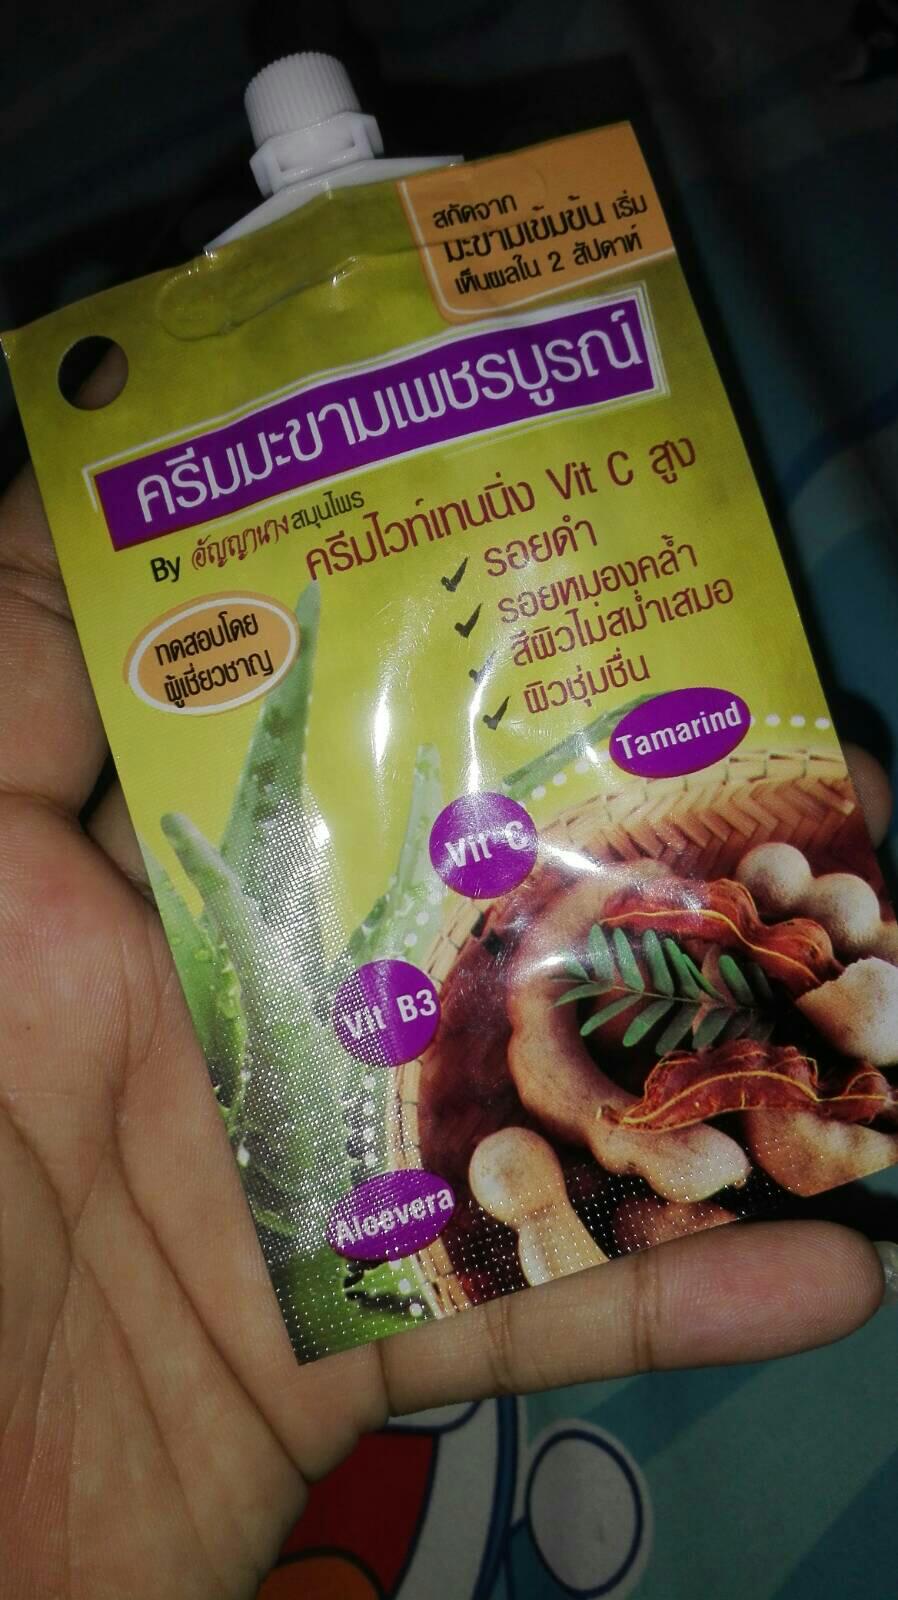 สกัดจาก
มะขามเข้มข้น เริ่ม
เห็นผลใน 2 สัปดาห์
ครีมมะขามเพชรบูรณ์
By อัญญานางสมุนไพร
ครีมไวท์เทนนิ่ง Vit C สูง
รอยดำ
รอยหมองคล้ำ
สีผิวไม่สม่ำเสมอ
ผิวชุ่มชื่น
ทดสอบโดย
ผู้เชี่ยวชาญ
Tamarind
Vit C
Vit B3
Aloevera